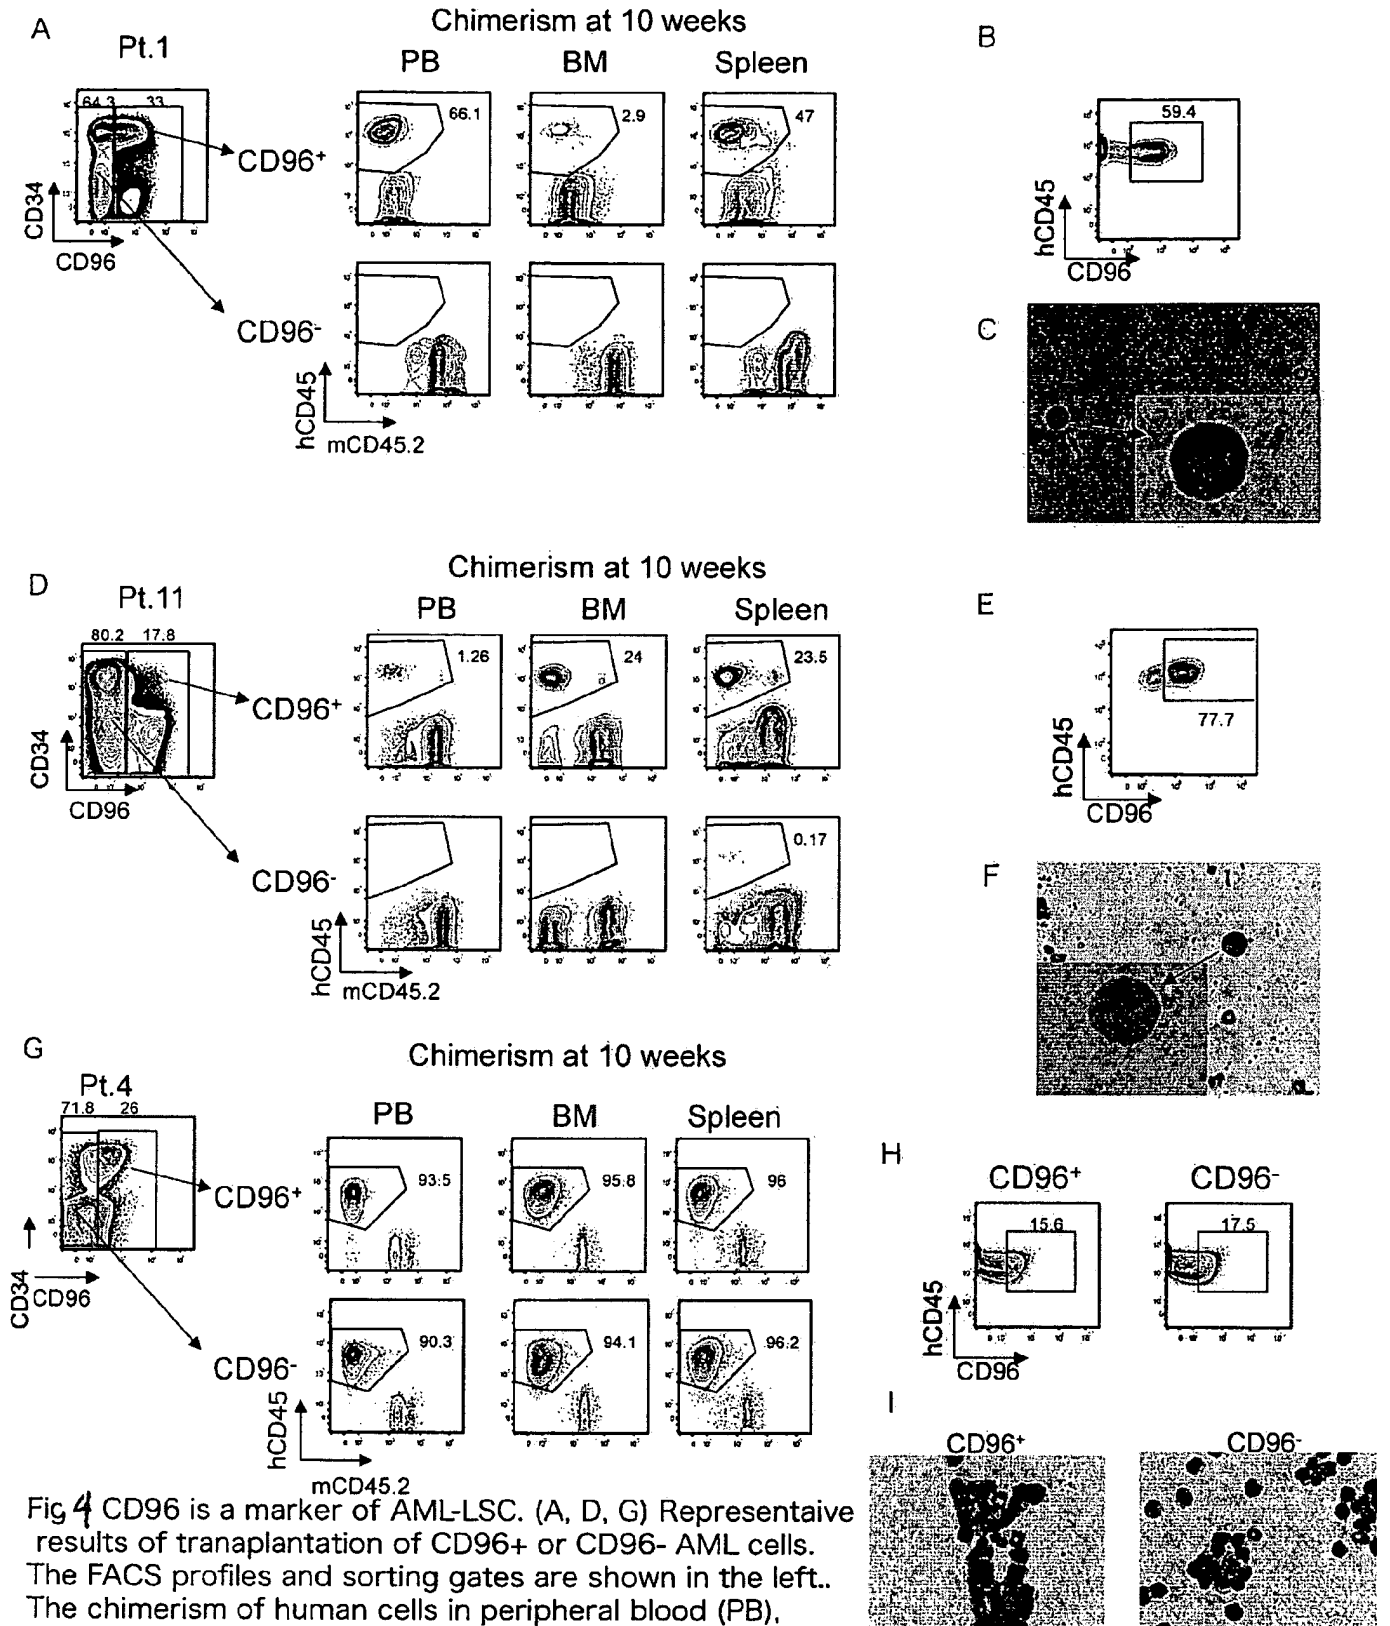 A
Pt.1
Chimerism at 10 weeks
PB
BM
Spleen
64.3
33
CD96+
66.1
2.9
47
CD34
CD96
CD96-
hCD45
mCD45.2
B
59.4
hCD45
CD96
C
D
Pt.11
Chimerism at 10 weeks
PB
BM
Spleen
80.2
17.8
CD96+
1.26
24
23.5
CD34
CD96
CD96-
0.17
hCD45
mCD45.2
E
77.7
hCD45
CD96
F
G
Pt.4
Chimerism at 10 weeks
PB
BM
Spleen
71.8
26
CD96+
93.5
95.8
96
CD34
CD96
CD96-
90.3
94.1
96.2
hCD45
mCD45.2
H
CD96+
CD96-
15.6
17.5
hCD45
CD96
I
CD96+
CD96-
Fig 4 CD96 is a marker of AML-LSC. (A, D, G) Representaive
results of tranaplantation of CD96+ or CD96- AML cells.
The FACS profiles and sorting gates are shown in the left..
The chimerism of human cells in peripheral blood (PB),